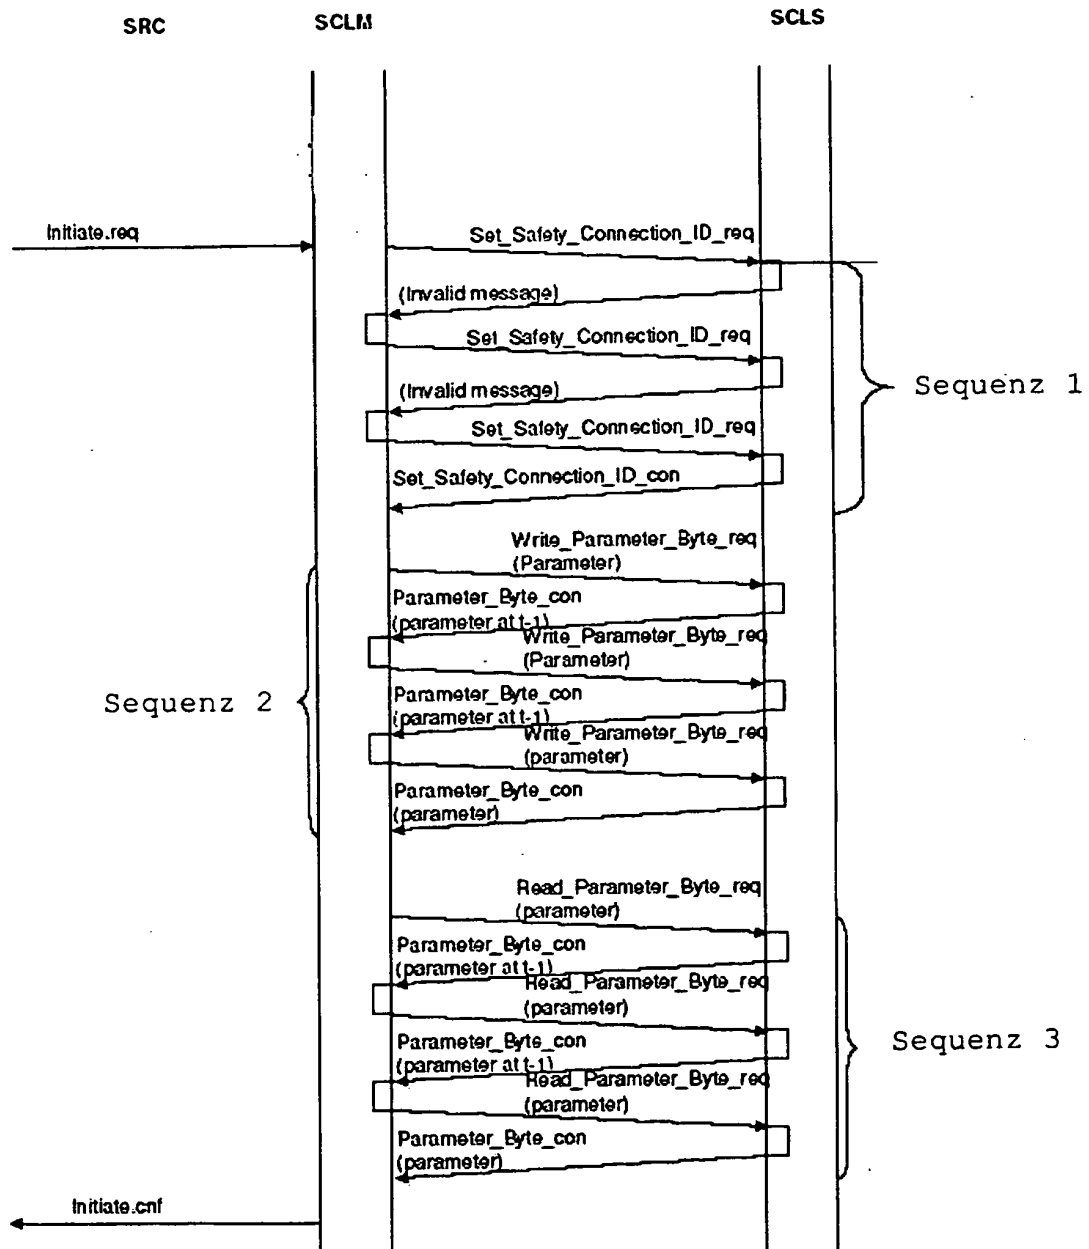 SRC
SCLM
SCLS
Initiate.req
Set_Safety_Connection_ID_req
(Invalid message)
Set_Safety_Connection_ID_req
(Invalid message)
Sequenz 1
Set_Safety_Connection_ID_req
Set_Safety_Connection_ID_con
Write_Parameter_Byte_req
(Parameter)
Parameter_Byte_con
(parameter at t-1)
Write_Parameter_Byte_req
(Parameter)
Sequenz 2
Parameter_Byte_con
(parameter at t-1)
Write_Parameter_Byte_req
(parameter)
Parameter_Byte_con
(parameter)
Read_Parameter_Byte_req
(parameter)
Parameter_Byte_con
(parameter at t-1)
Read_Parameter_Byte_req
(parameter)
Sequenz 3
Parameter_Byte_con
(parameter at t-1)
Read_Parameter_Byte_req
(parameter)
Parameter_Byte_con
(parameter)
Initiate.cnf